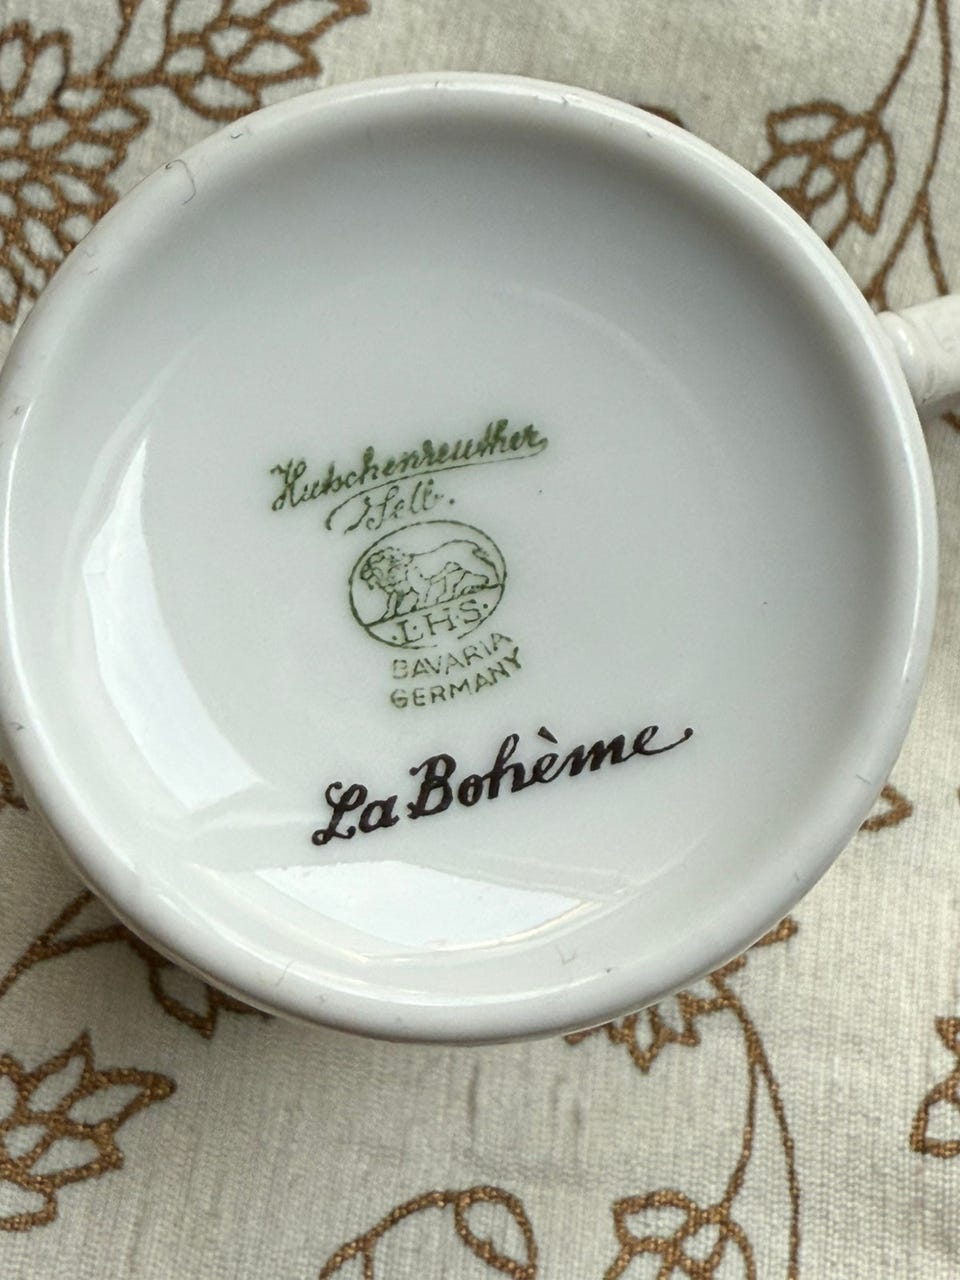 Hutschenreuther
Selb.
L·H·S·
BAVARIA
GERMANY
La Bohème